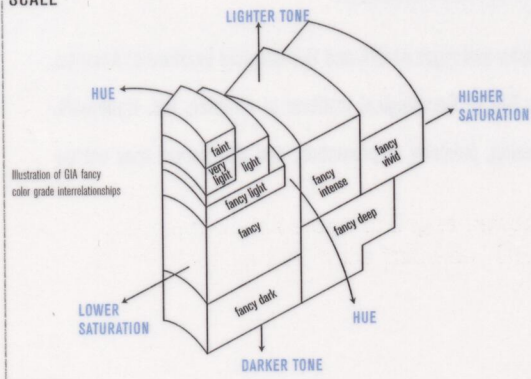 SCALE
LIGHTER TONE
HUE
HIGHER
SATURATION
faint
very
light
light
fancy
vivid
fancy
intense
Illustration of GIA fancy
color grade interrelationships
fancy light
fancy
fancy deep
fancy dark
LOWER
SATURATION
HUE
DARKER TONE